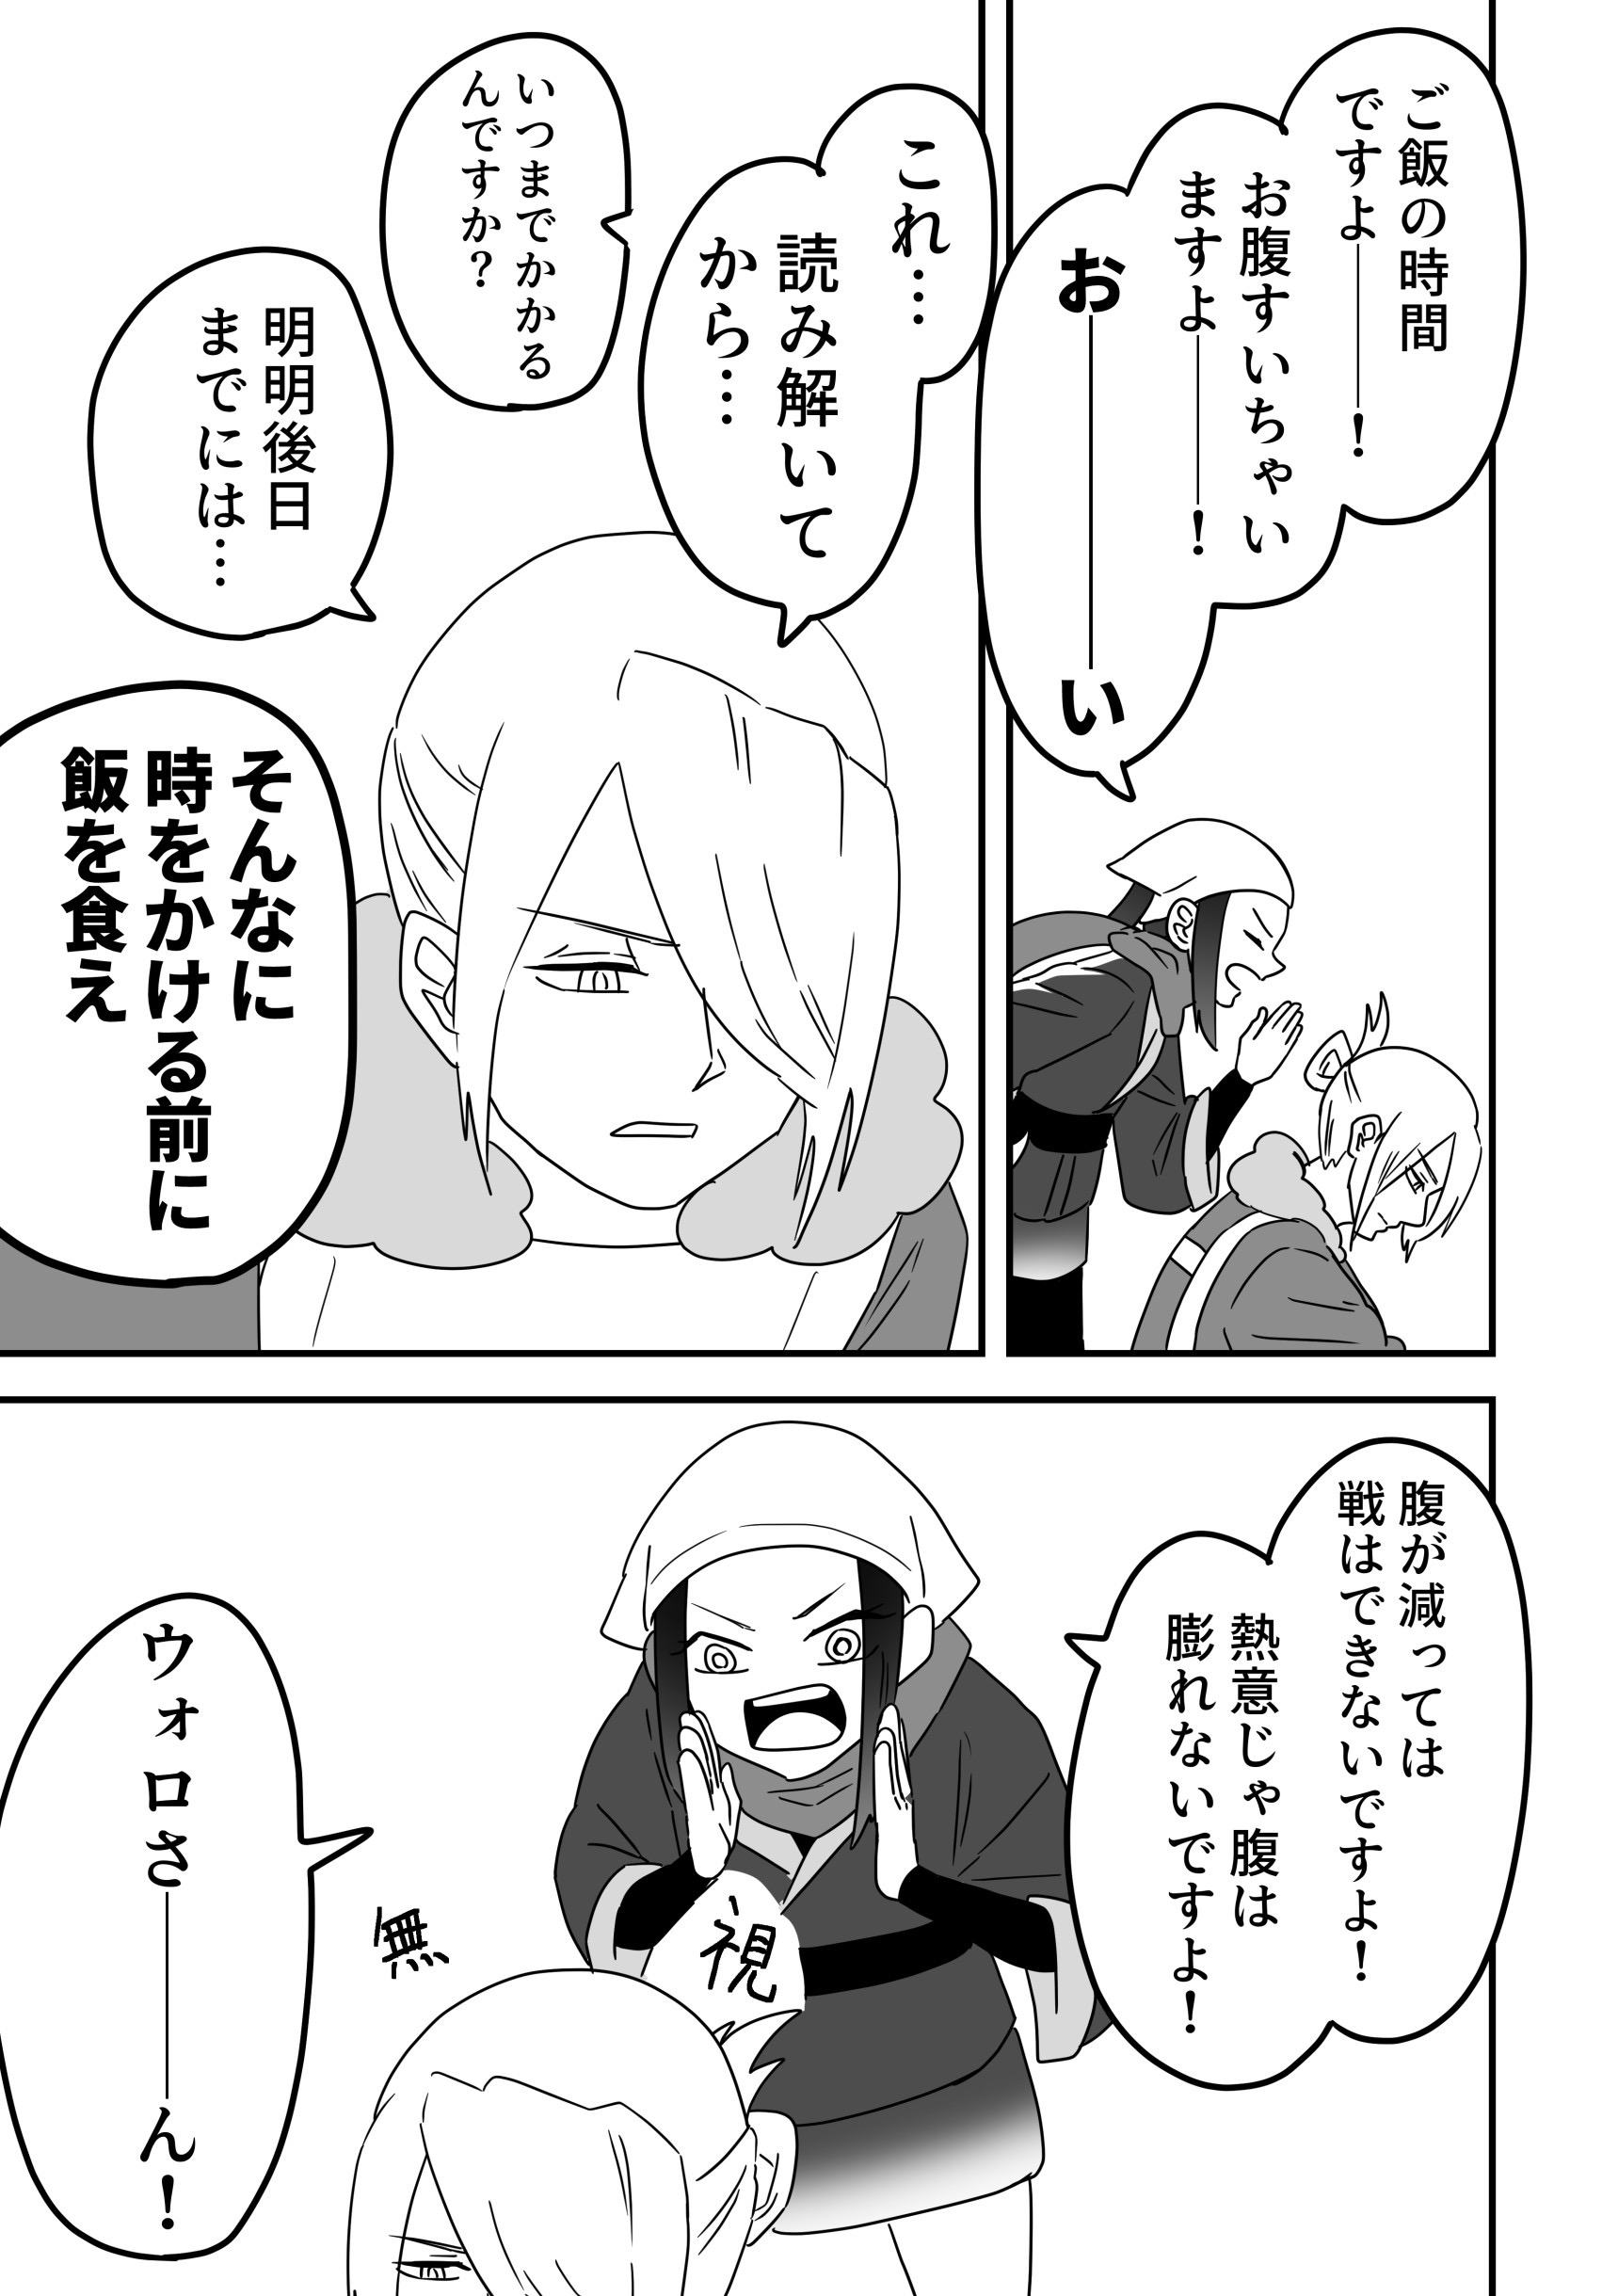 ご飯の時間
ですよ───！
お腹すいちゃい
ますよ───！
お──────い
これ…
読み解いて
から…
いつまでかかる
んですか？
明明後日
までには…
そんなに
時をかける前に
飯を食え
腹が減っては
戦はできないですよ！
熱意じゃ腹は
膨れないですよ！
無視
ウォロさ────ん！